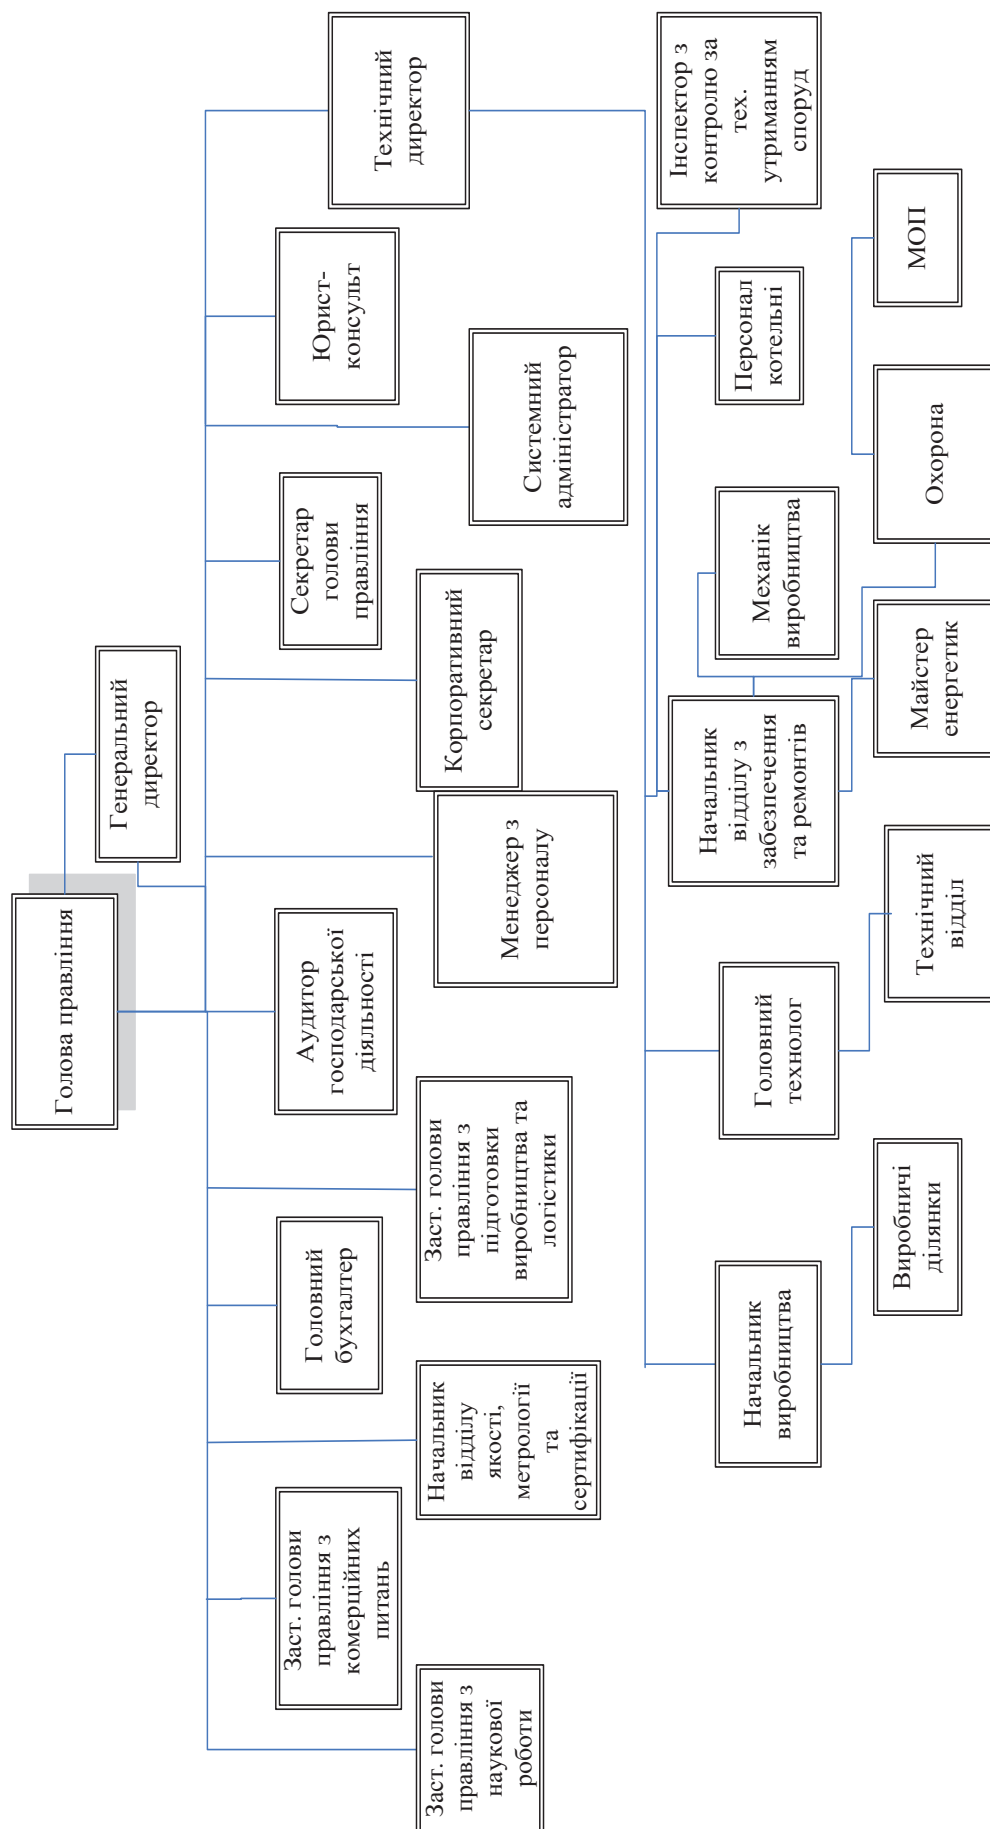 Голова правління
Генеральний
директор
Заст. голови
правління з
наукової
роботи
Заст. голови
правління з
комерційних
питань
Начальник
відділу
якості,
метрології
та
сертифікації
Головний
бухгалтер
Заст. голови
правління з
підготовки
виробництва та
логістики
Аудитор
господарської
діяльності
Менеджер з
персоналу
Корпоративний
секретар
Секретар
голови
правління
Системний
адміністратор
Юрист-
консульт
Технічний
директор
Начальник
виробництва
Головний
технолог
Начальник
відділу з
забезпечення
та ремонтів
Механік
виробництва
Персонал
котельні
Інспектор з
контролю за
тех.
утриманням
споруд
Виробничі
ділянки
Технічний
відділ
Майстер
енергетик
Охорона
МОП